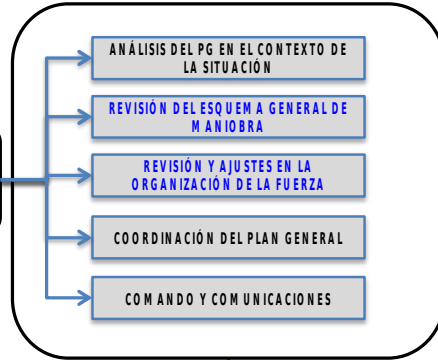 ANÁLISIS DEL PG EN EL CONTEXTO DE
LA SITUACIÓN
REVISIÓN DEL ESQUEMA GENERAL DE
MANIOBRA
REVISIÓN Y AJUSTES EN LA
ORGANIZACIÓN DE LA FUERZA
COORDINACIÓN DEL PLAN GENERAL
COMANDO Y COMUNICACIONES